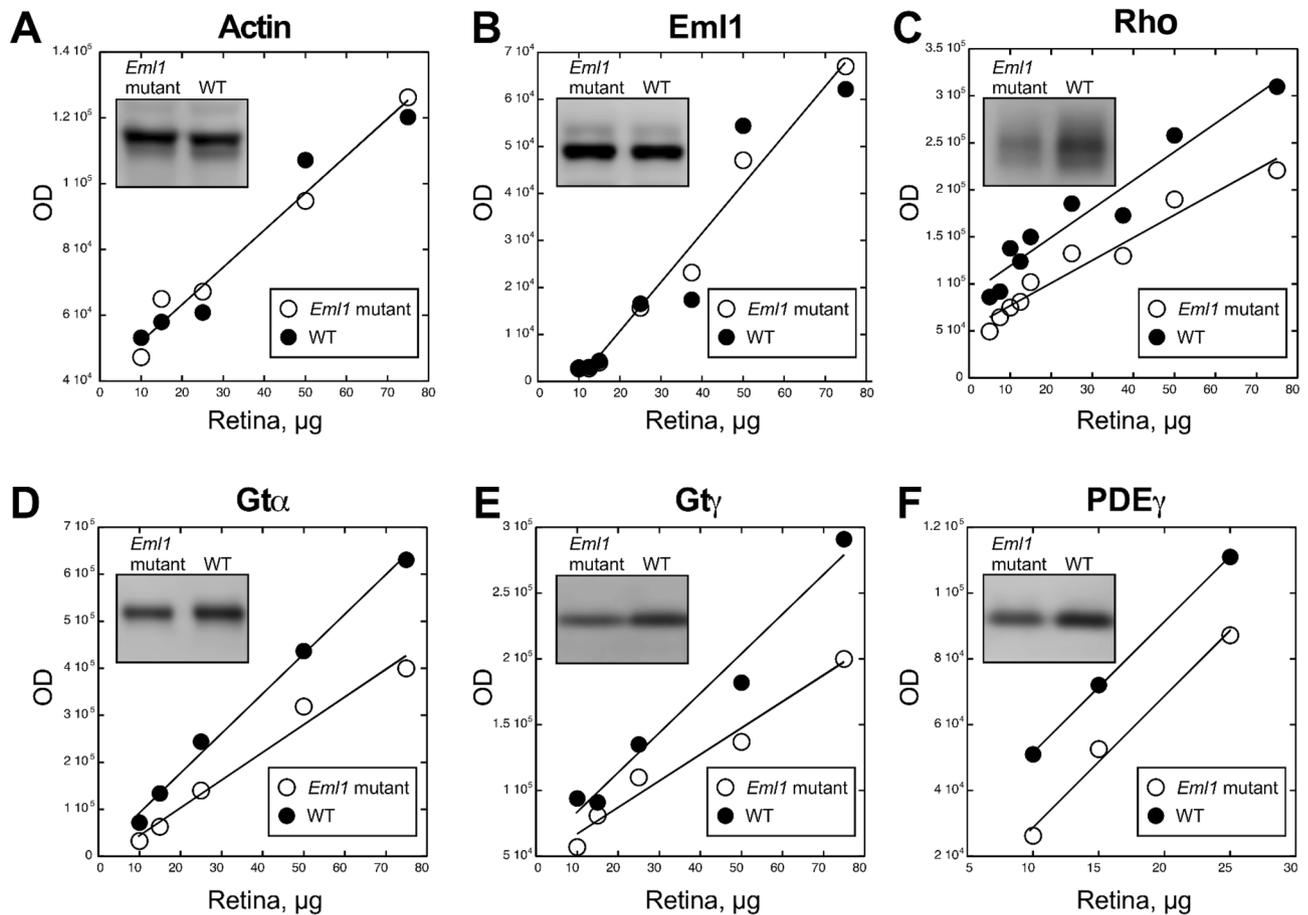 A Actin
Eml1
mutant WT
1.4 10⁵
1.2 10⁵
1 10⁵
8 10⁴
6 10⁴
4 10⁴
OD
Eml1 mutant
WT
0 10 20 30 40 50 60 70 80
Retina, µg
B Eml1
Eml1
mutant WT
7 10⁴
6 10⁴
5 10⁴
4 10⁴
3 10⁴
2 10⁴
1 10⁴
0
OD
Eml1 mutant
WT
0 10 20 30 40 50 60 70 80
Retina, µg
C Rho
Eml1
mutant WT
3.5 10⁵
3 10⁵
2.5 10⁵
2 10⁵
1.5 10⁵
1 10⁵
5 10⁴
0
OD
Eml1 mutant
WT
0 10 20 30 40 50 60 70 80
Retina, µg
D Gtα
Eml1
mutant WT
7 10⁵
6 10⁵
5 10⁵
4 10⁵
3 10⁵
2 10⁵
1 10⁵
0
OD
Eml1 mutant
WT
0 10 20 30 40 50 60 70 80
Retina, µg
E Gtγ
Eml1
mutant WT
3 10⁵
2.5 10⁵
2 10⁵
1.5 10⁵
1 10⁵
5 10⁴
OD
Eml1 mutant
WT
0 10 20 30 40 50 60 70 80
Retina, µg
F PDEγ
Eml1
mutant WT
1.2 10⁵
1 10⁵
8 10⁴
6 10⁴
4 10⁴
2 10⁴
OD
Eml1 mutant
WT
5 10 15 20 25 30
Retina, µg